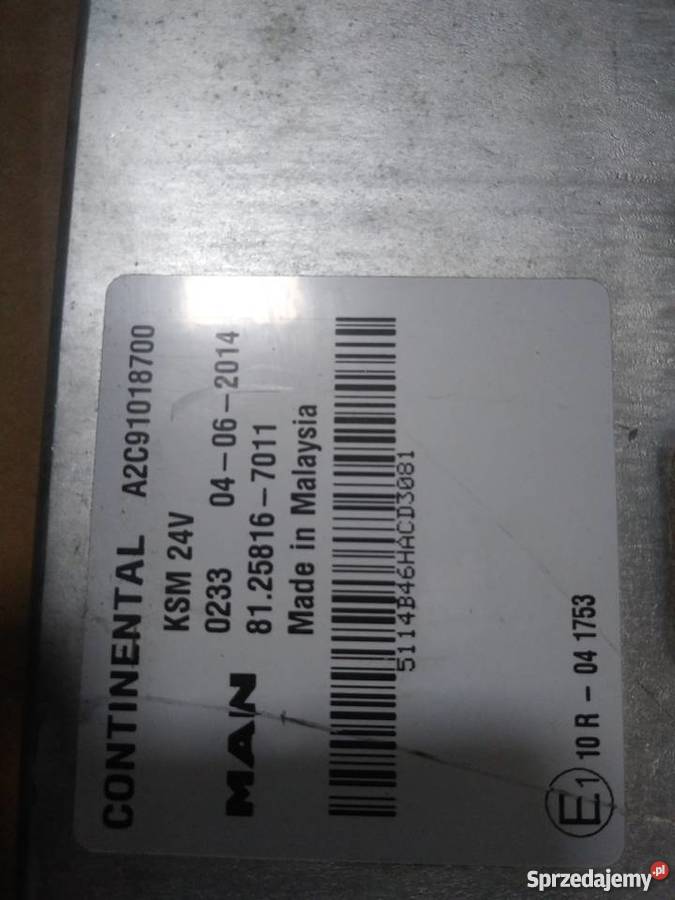 CONTINENTAL A2C91018700
KSM 24V
0233 04-06-2014
MAN 81.25816-7011
Made in Malaysia
5114B46HACD3081
E1 10 R - 04 1753
Sprzedajemy.pl